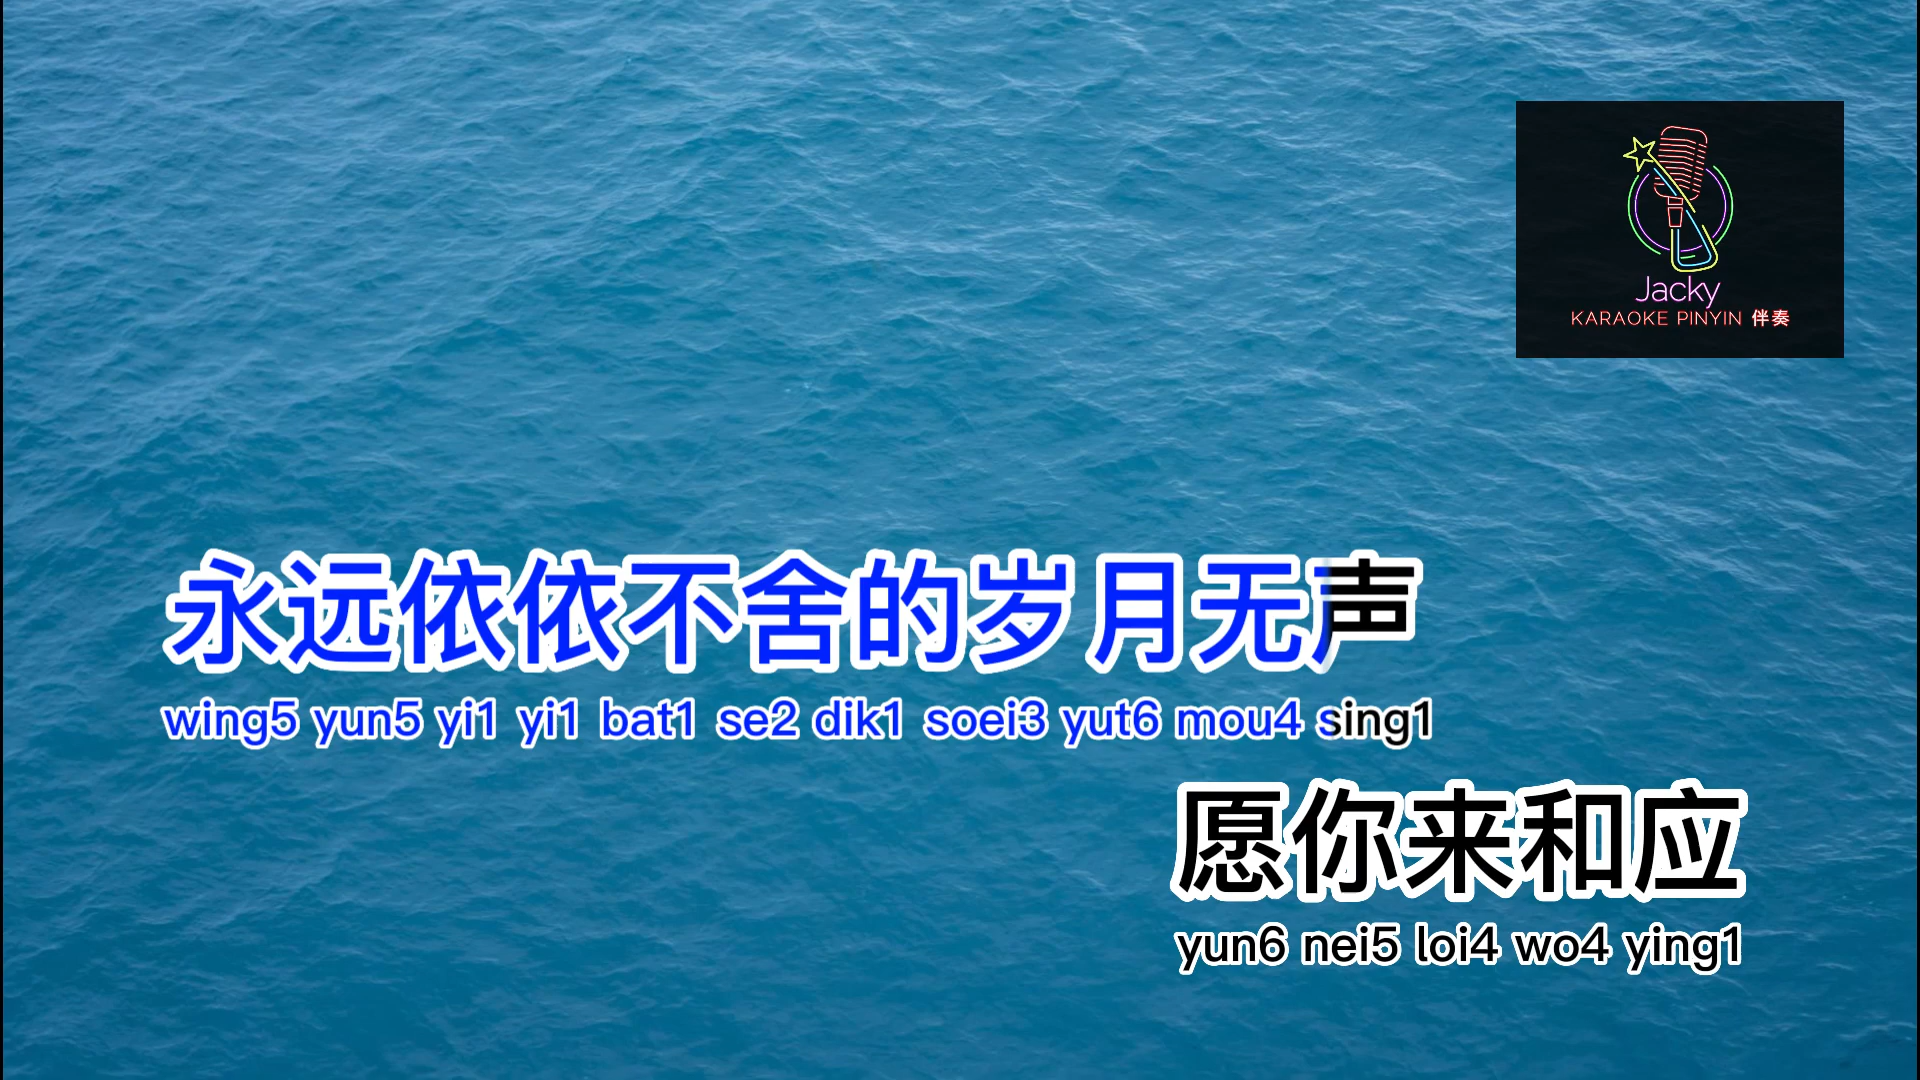 Jacky
KARAOKE PINYIN 伴奏
永远依依不舍的岁月无声
wing5 yun5 yi1 yi1 bat1 se2 dik1 soei3 yut6 mou4 sing1
愿你来和应
yun6 nei5 loi4 wo4 ying1